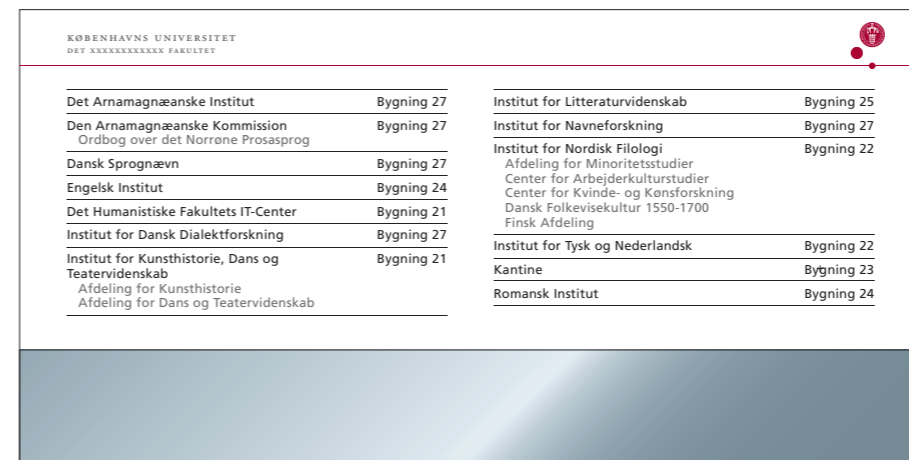 KØBENHAVNS UNIVERSITET
DET XXXXXXXXXXXX FAKULTET
Det Arnamagnæanske Institut Bygning 27
Den Arnamagnæanske Kommission Bygning 27
Ordbog over det Norrøne Prosasprog
Dansk Sprognævn Bygning 27
Engelsk Institut Bygning 24
Det Humanistiske Fakultets IT-Center Bygning 21
Institut for Dansk Dialektforskning Bygning 27
Institut for Kunsthistorie, Dans og Bygning 21
Teatervidenskab
Afdeling for Kunsthistorie
Afdeling for Dans og Teatervidenskab
Institut for Litteraturvidenskab Bygning 25
Institut for Navneforskning Bygning 27
Institut for Nordisk Filologi Bygning 22
Afdeling for Minoritetsstudier
Center for Arbejderkulturstudier
Center for Kvinde- og Kønsforskning
Dansk Folkevisekultur 1550-1700
Finsk Afdeling
Institut for Tysk og Nederlandsk Bygning 22
Kantine Bygning 23
Romansk Institut Bygning 24